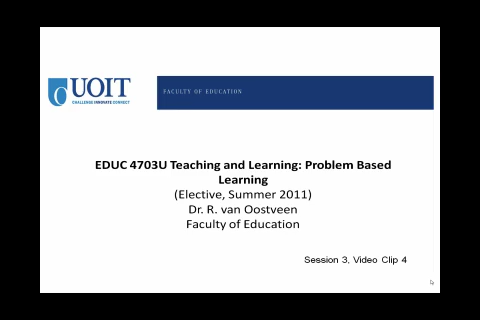 UOIT
CHALLENGE INNOVATE CONNECT
FACULTY OF EDUCATION
EDUC 4703U Teaching and Learning: Problem Based
Learning
(Elective, Summer 2011)
Dr. R. van Oostveen
Faculty of Education
Session 3, Video Clip 4